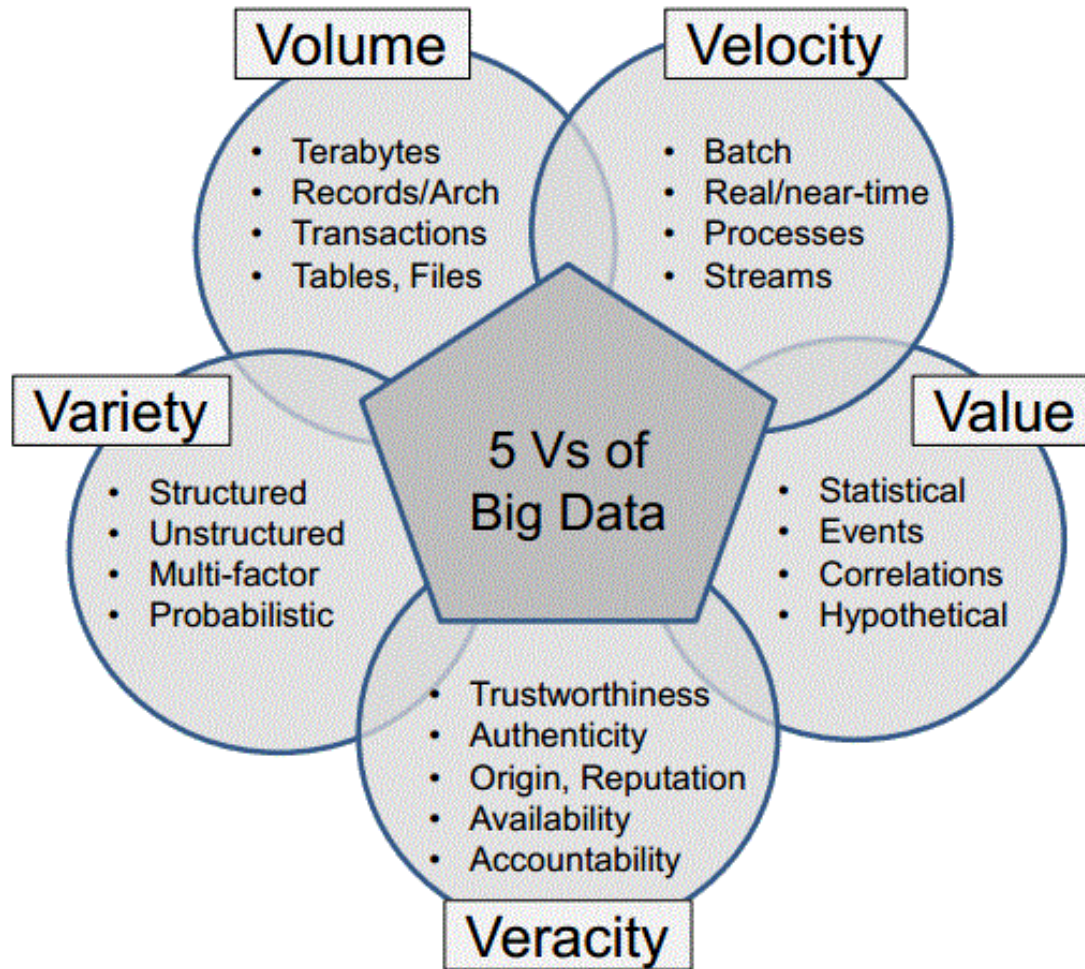 Volume
• Terabytes
• Records/Arch
• Transactions
• Tables, Files
Velocity
• Batch
• Real/near-time
• Processes
• Streams
Variety
• Structured
• Unstructured
• Multi-factor
• Probabilistic
5 Vs of
Big Data
Value
• Statistical
• Events
• Correlations
• Hypothetical
• Trustworthiness
• Authenticity
• Origin, Reputation
• Availability
• Accountability
Veracity